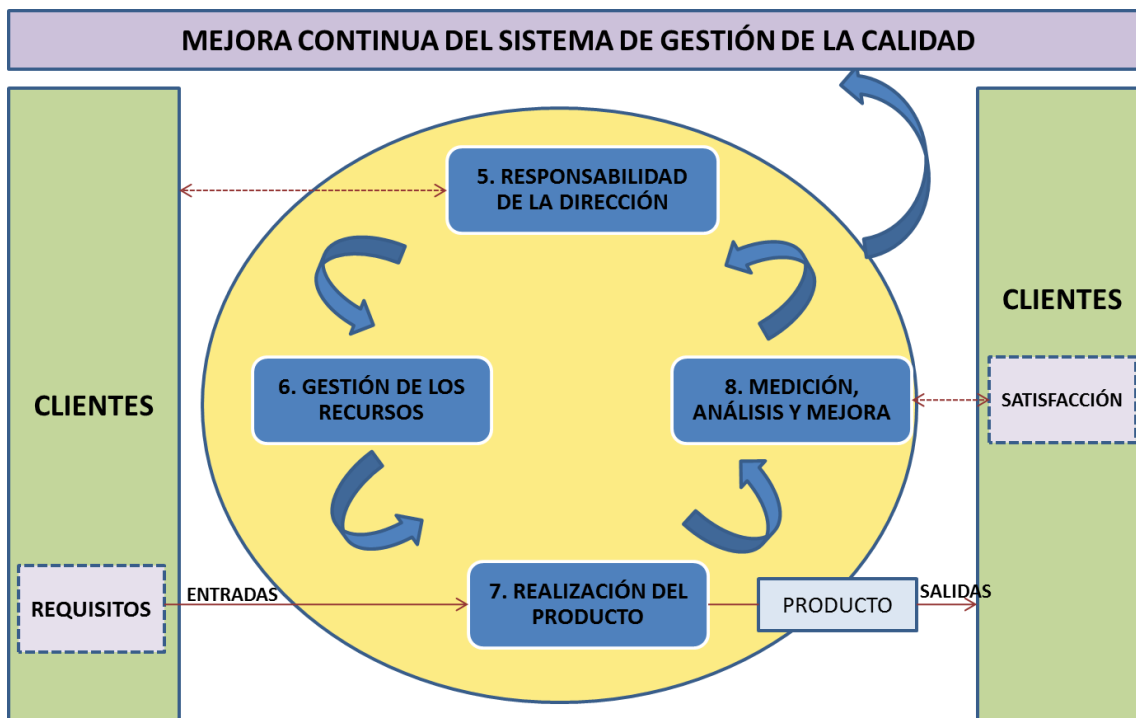 MEJORA CONTINUA DEL SISTEMA DE GESTIÓN DE LA CALIDAD
5. RESPONSABILIDAD
DE LA DIRECCIÓN
CLIENTES
6. GESTIÓN DE LOS
RECURSOS
8. MEDICIÓN,
ANÁLISIS Y MEJORA
CLIENTES
SATISFACCIÓN
REQUISITOS
ENTRADAS
7. REALIZACIÓN DEL
PRODUCTO
PRODUCTO
SALIDAS